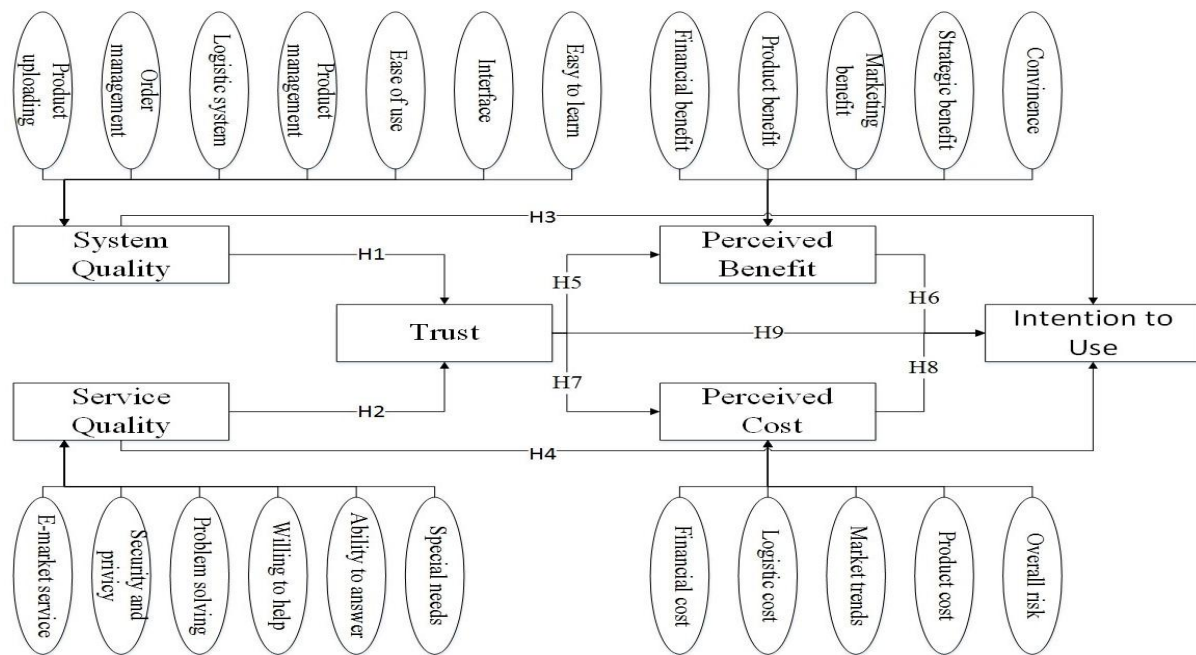 Product
uploading
Order
management
Logistic system
Product
management
Ease of use
Interface
Easy to learn
Financial benefit
Product benefit
Marketing
benefit
Strategic benefit
Convinence
System
Quality
H3
H1
Perceived
Benefit
H5
H6
Trust
H9
Intention to
Use
H7
H8
Service
Quality
H2
Perceived
Cost
H4
E-market service
Security and
privicy
Problem solving
Willing to help
Ability to answer
Special needs
Financial cost
Logistic cost
Market trends
Product cost
Overall risk